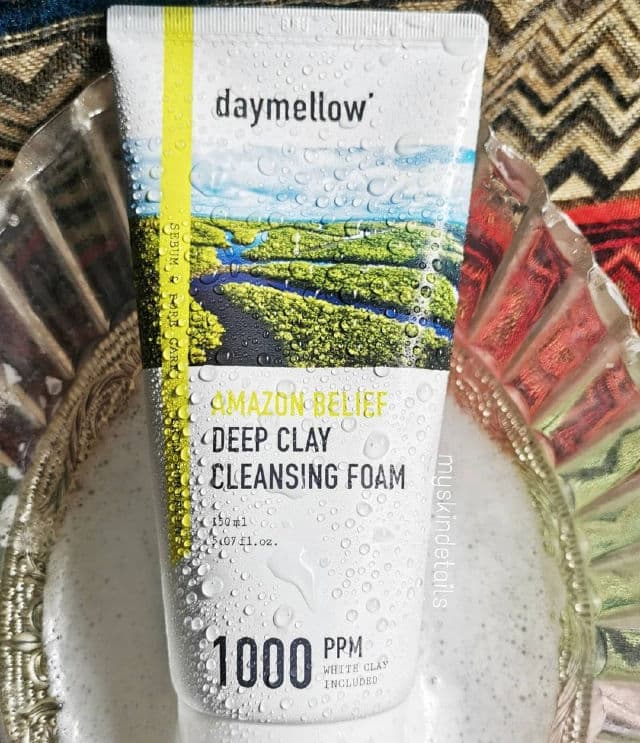 daymellow'
SEBUM & PORE CARE
AMAZON BELIEF
DEEP CLAY
CLEANSING FOAM
150ml
5.07fl.oz.
1000 PPM
WHITE CLAY
INCLUDED
myskindetails